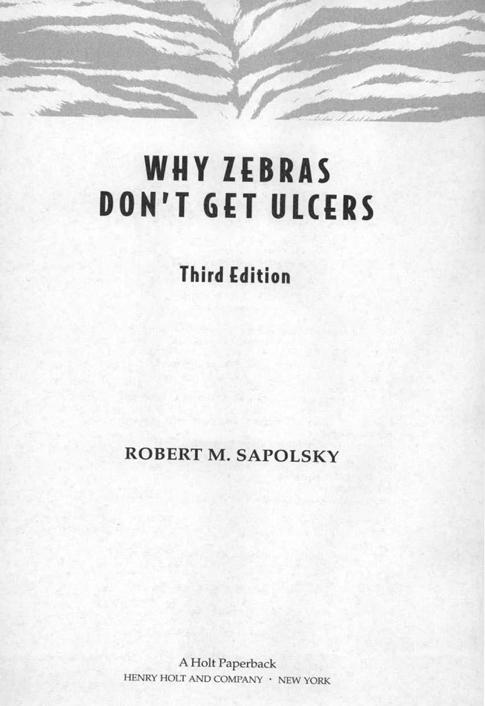 WHY ZEBRAS
DON'T GET ULCERS
Third Edition
ROBERT M. SAPOLSKY
A Holt Paperback
HENRY HOLT AND COMPANY • NEW YORK